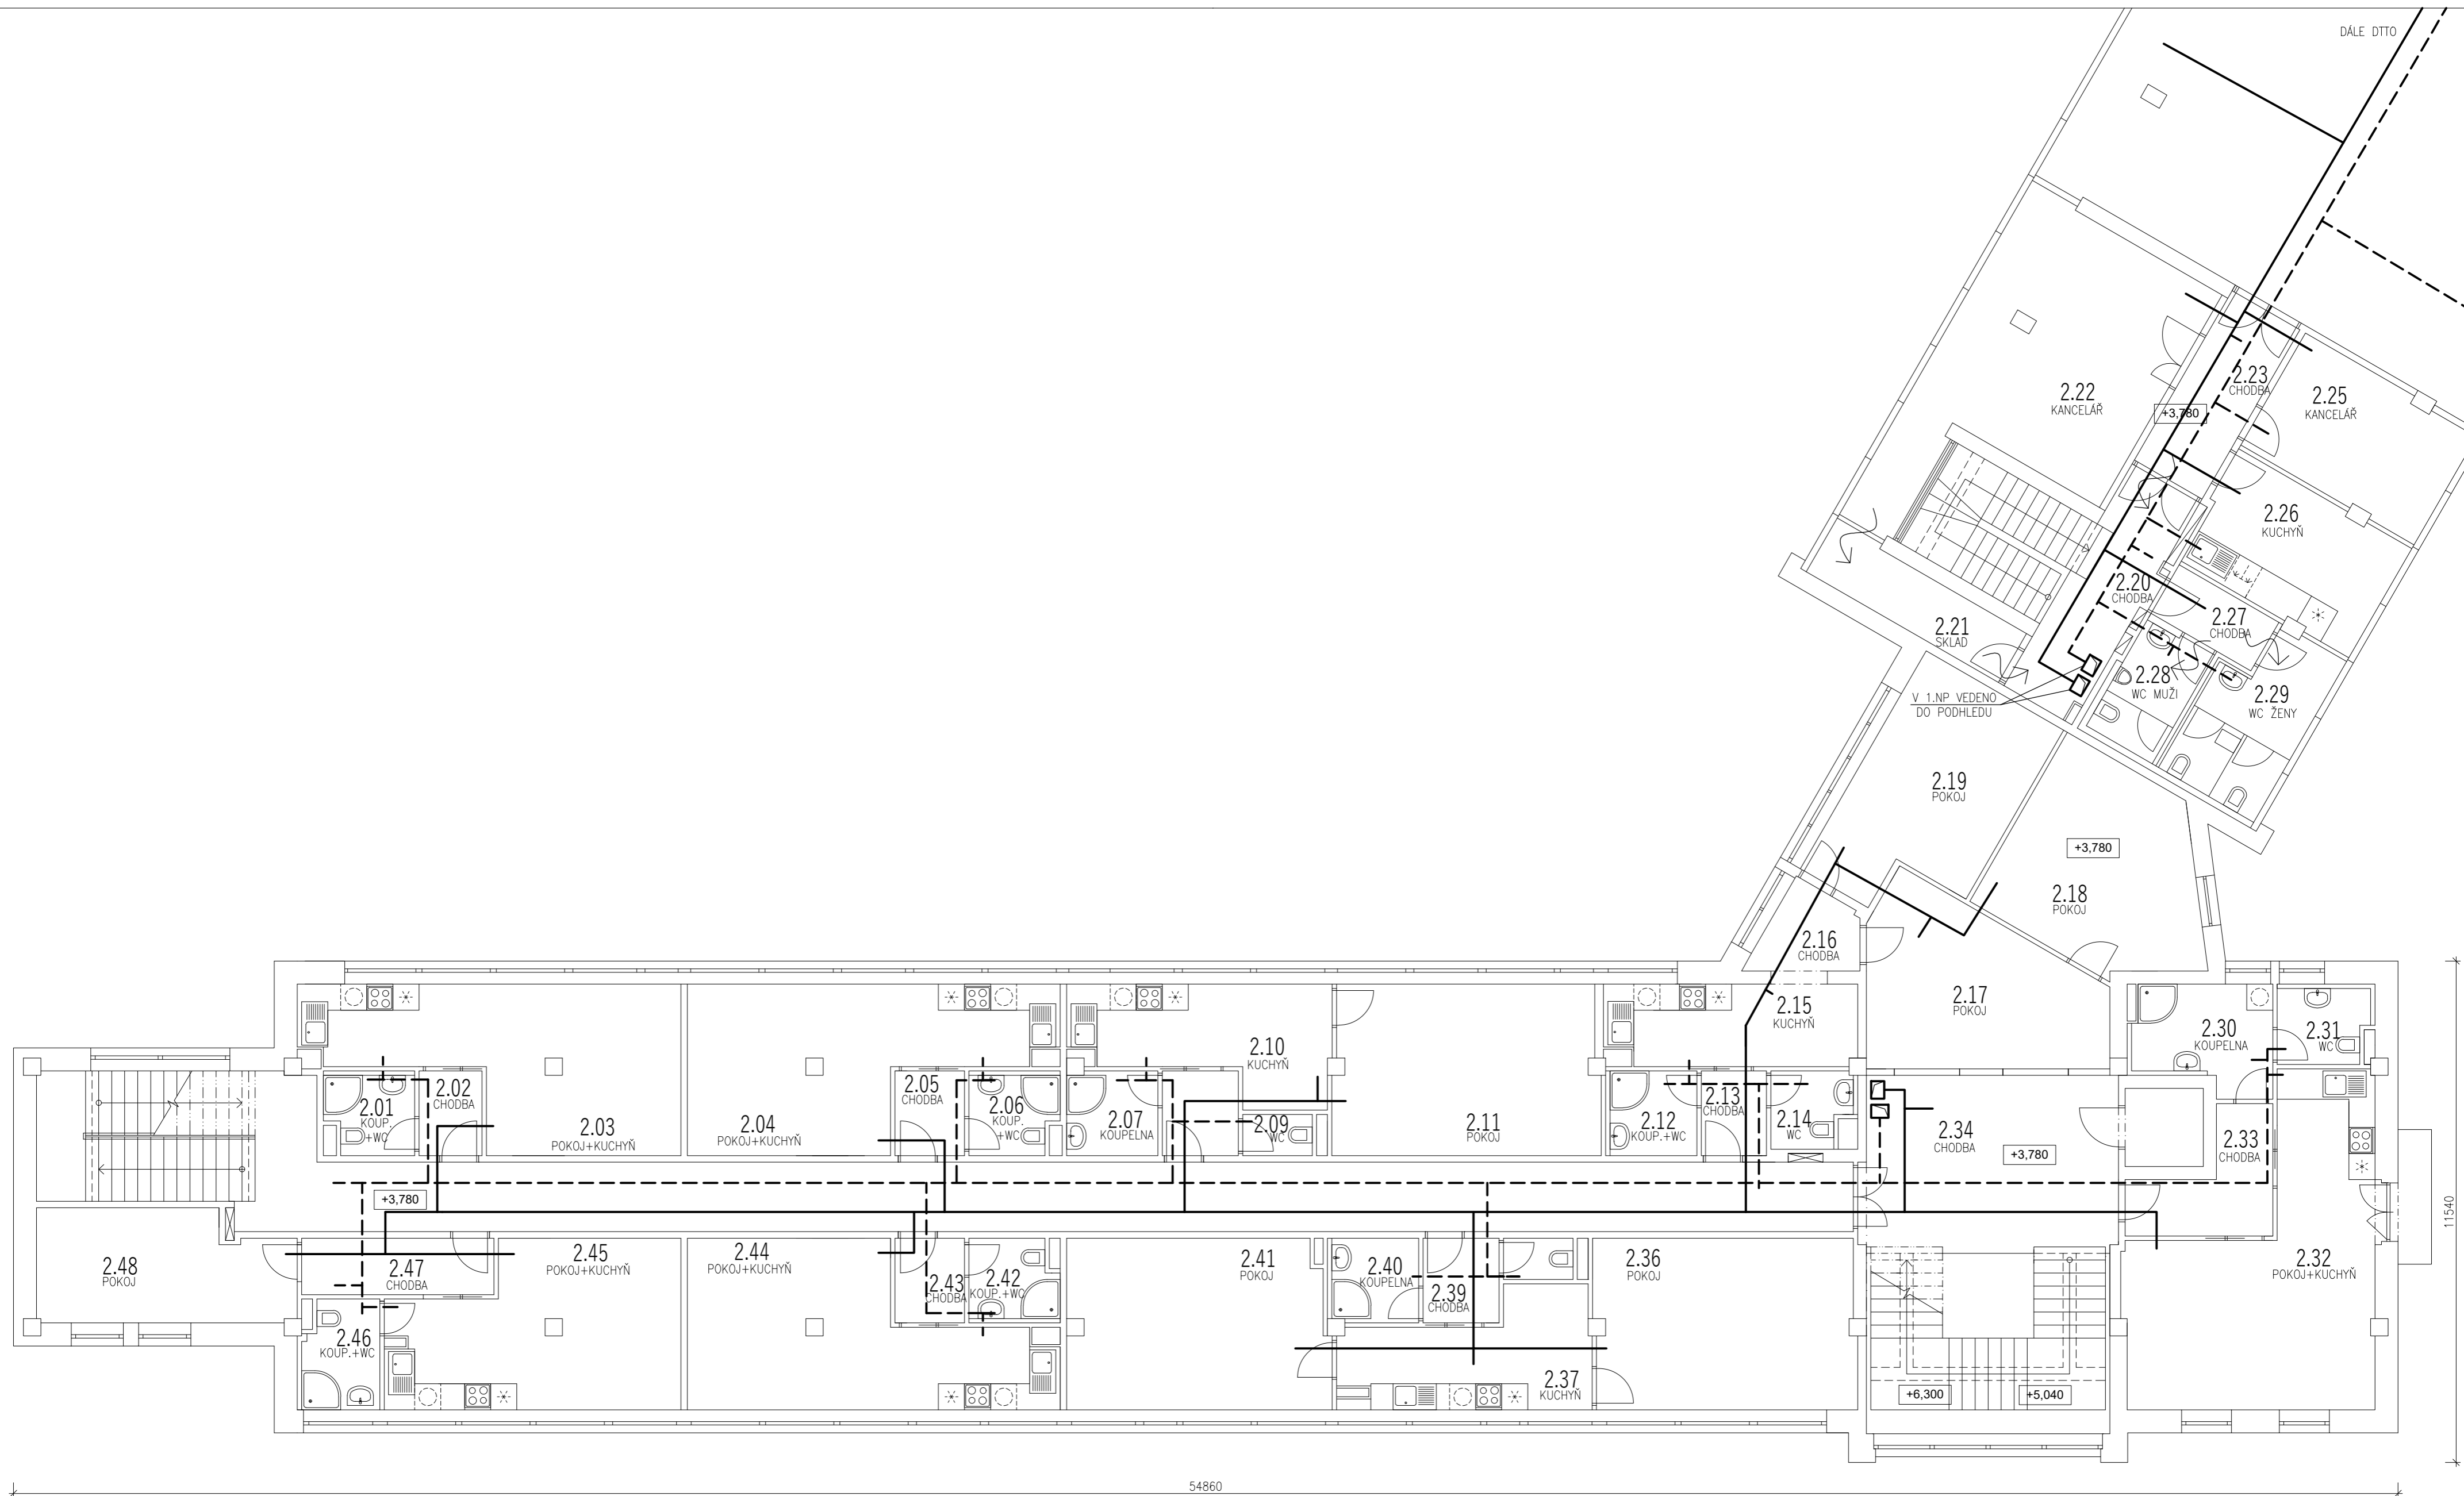 DÁLE DTTO
2.22
KANCELÁŘ
2.23
CHODBA
+3,780
2.25
KANCELÁŘ
2.26
KUCHYŇ
2.20
CHODBA
2.27
CHODBA
2.21
SKLAD
2.28
WC MUŽI
2.29
WC ŽENY
V 1.NP VEDENO
DO PODHLEDU
2.19
POKOJ
+3,780
2.18
POKOJ
2.16
CHODBA
2.17
POKOJ
2.15
KUCHYŇ
2.30
KOUPELNA
2.31
WC
2.01
KOUP.
+WC
2.02
CHODBA
2.03
POKOJ+KUCHYŇ
2.04
POKOJ+KUCHYŇ
2.05
CHODBA
2.06
KOUP.
+WC
2.07
KOUPELNA
2.09
WC
2.10
KUCHYŇ
2.11
POKOJ
2.12
KOUP.+WC
2.13
CHODBA
2.14
WC
2.34
CHODBA
+3,780
2.33
CHODBA
+3,780
2.48
POKOJ
2.47
CHODBA
2.46
KOUP.+WC
2.45
POKOJ+KUCHYŇ
2.44
POKOJ+KUCHYŇ
2.43
CHODBA
2.42
KOUP.+WC
2.41
POKOJ
2.40
KOUPELNA
2.39
CHODBA
2.37
KUCHYŇ
2.36
POKOJ
2.32
POKOJ+KUCHYŇ
+6,300
+5,040
11540
54860